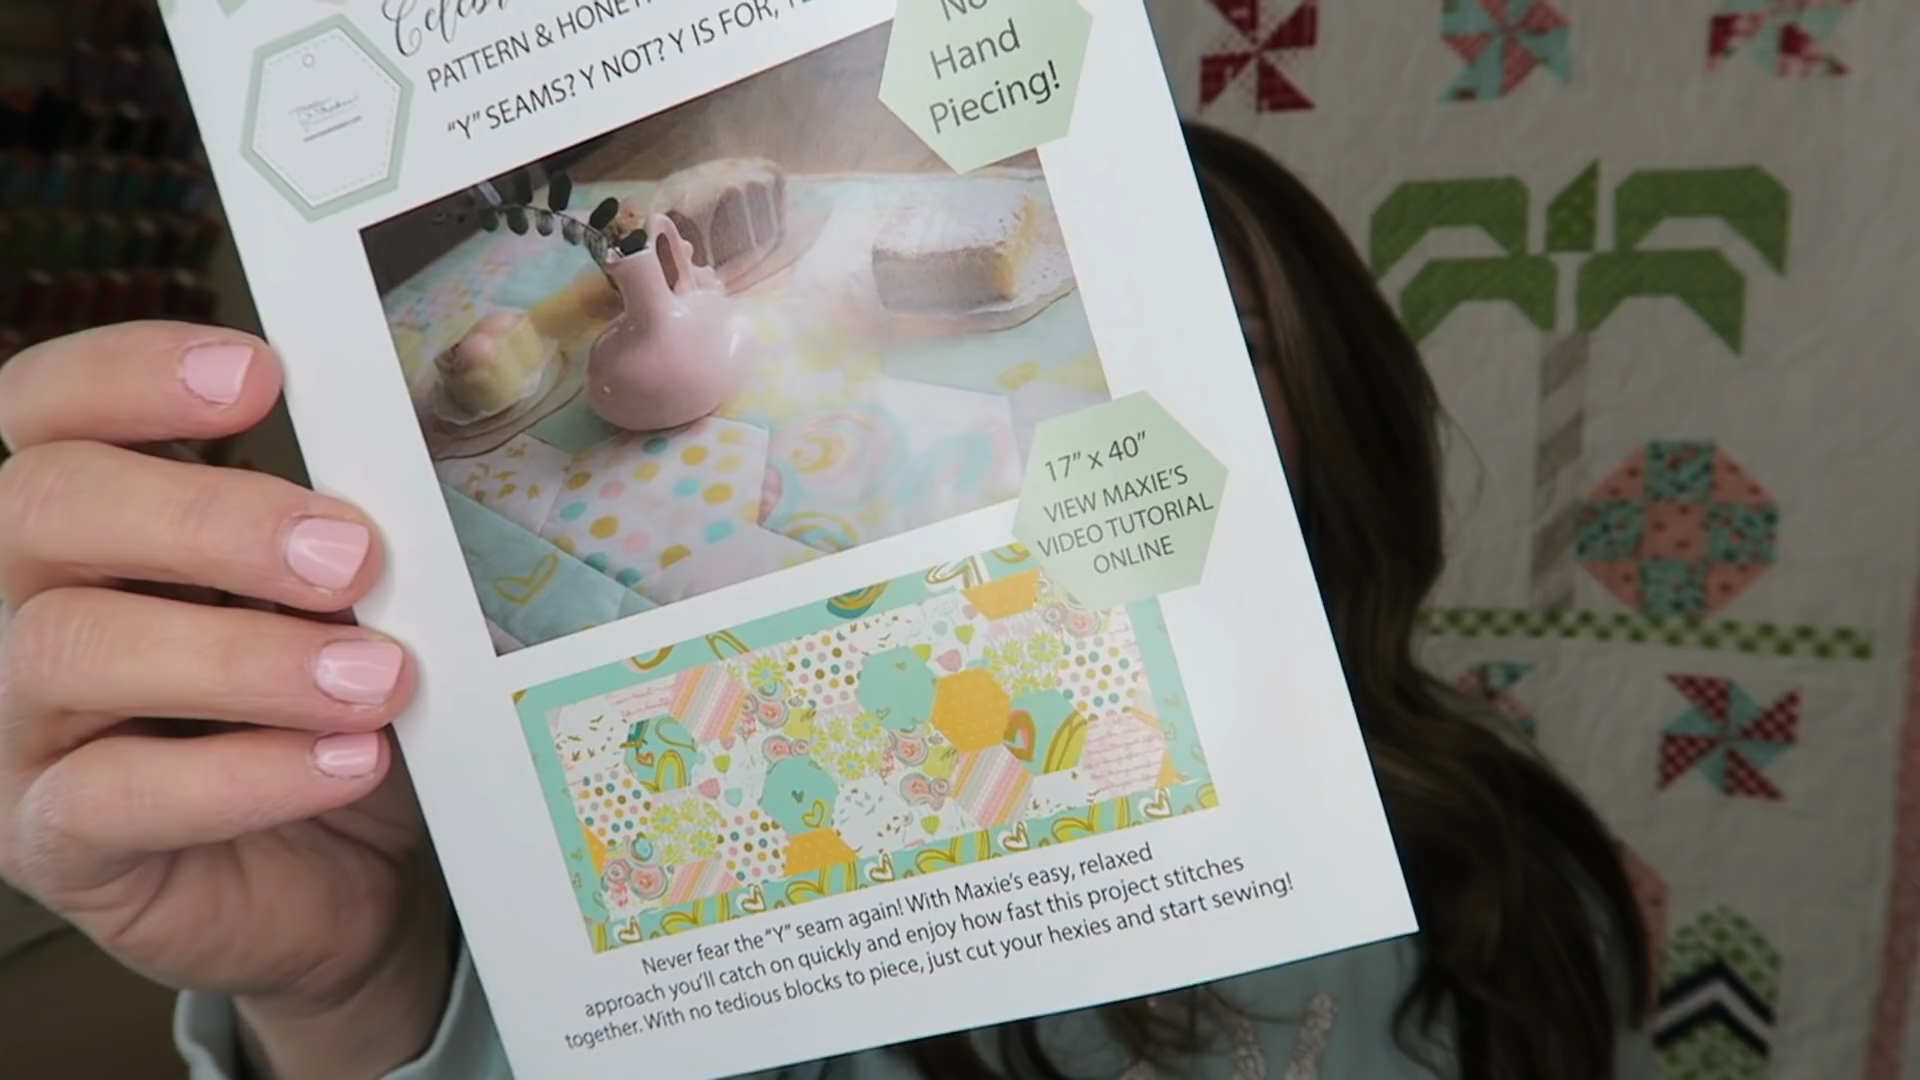 PATTERN &
"Y" SEAMS? Y NOT? Y IS FOR,
No
Hand
Piecing!
17" x 40"
VIEW MAXIE'S
VIDEO TUTORIAL
ONLINE
Never fear the "Y" seam again! With Maxie's easy, relaxed
approach you'll catch on quickly and enjoy how fast this project stitches
together. With no tedious blocks to piece, just cut your hexies and start sewing!